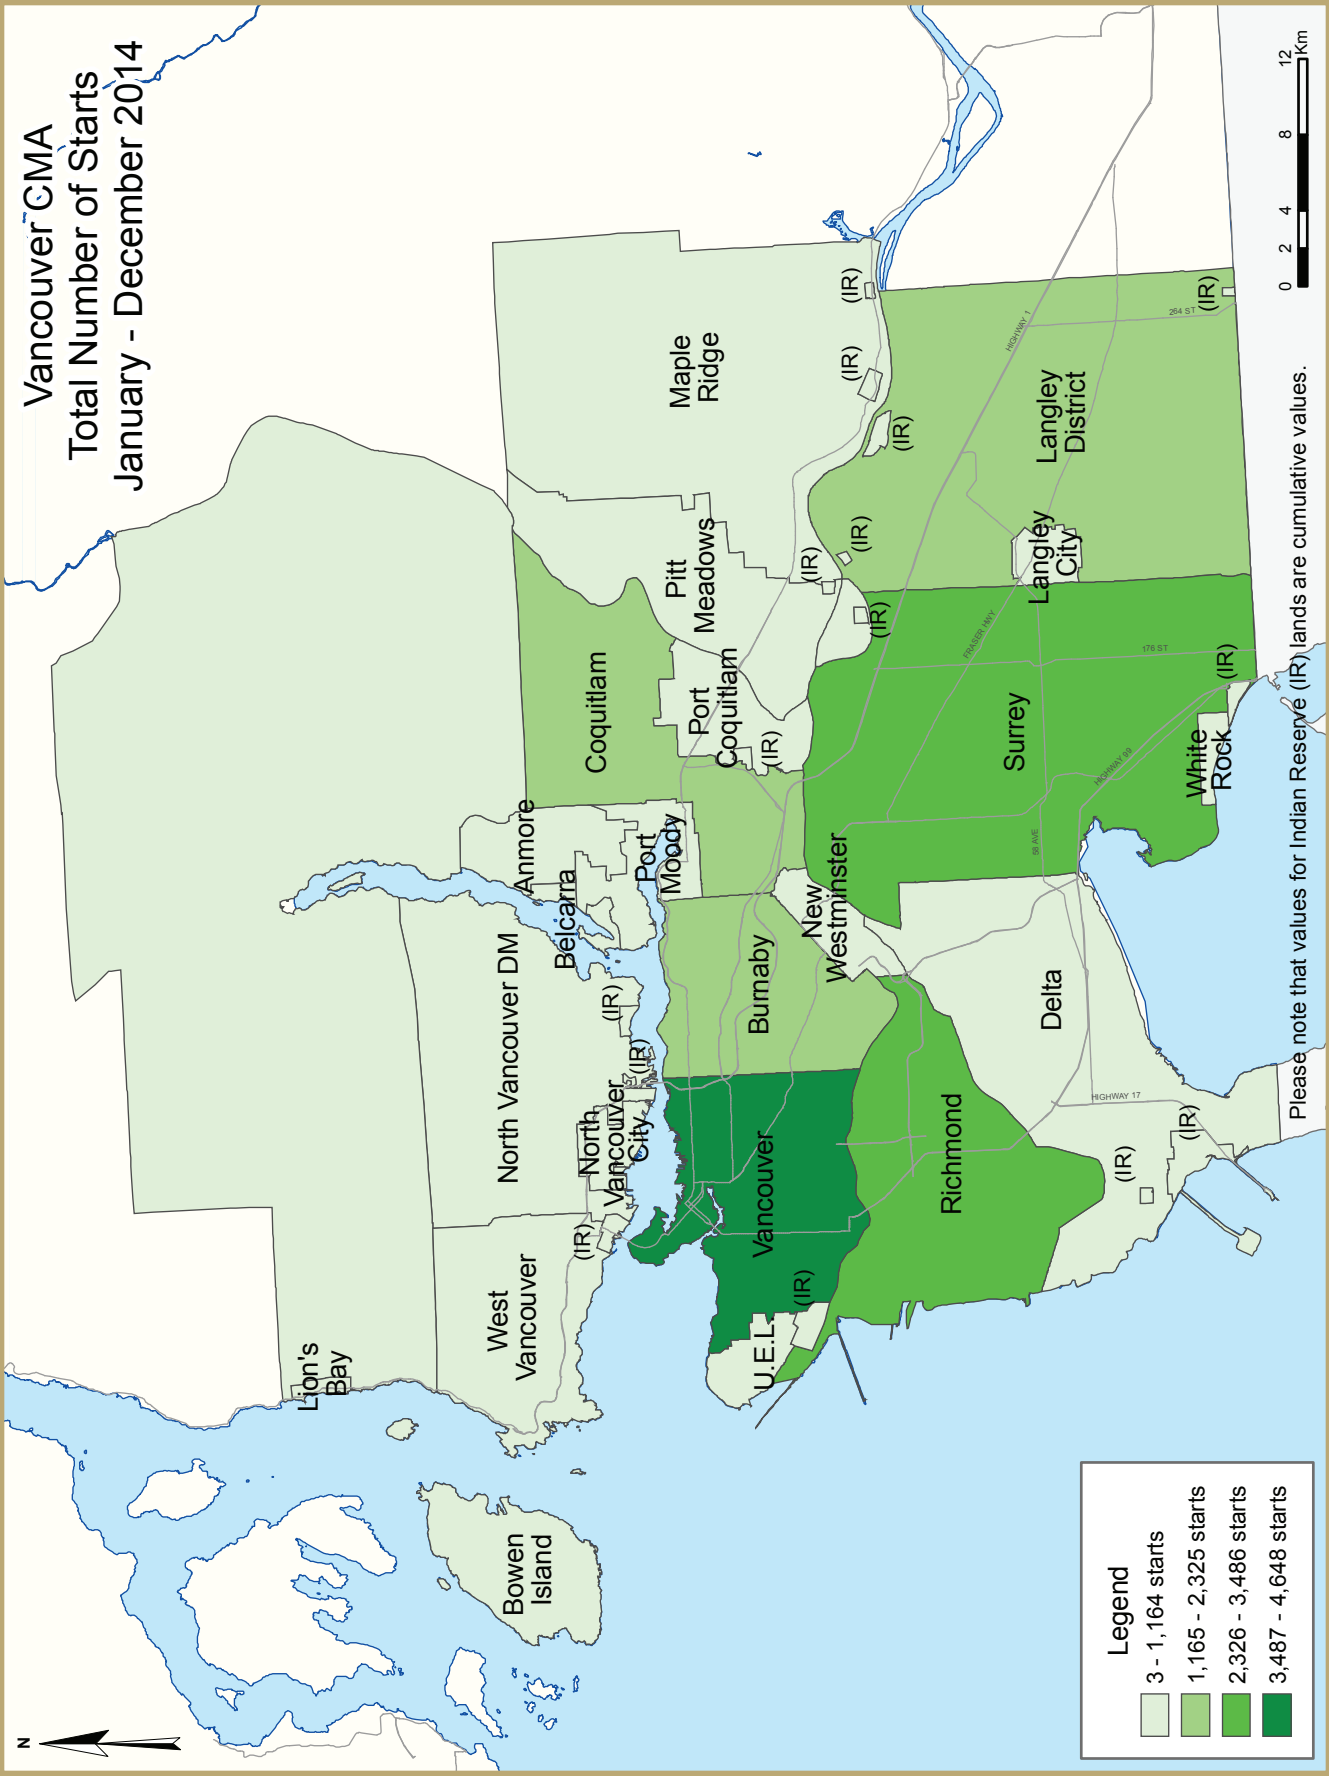 Vancouver CMA
Total Number of Starts
January - December 2014
N
Lion's
Bay
Bowen
Island
West
Vancouver
North Vancouver DM
Anmore
Belcarra
Coquitlam
Pitt
Meadows
Maple
Ridge
(IR)
North
Vancouver
City
(IR)
(IR)
Port
Moody
Port
Coquitlam
(IR)
(IR)
(IR)
(IR)
(IR)
(IR)
(IR)
U.E.L.
(IR)
Vancouver
Burnaby
New
Westminster
Richmond
Delta
Surrey
Langley
City
Langley
District
White
Rock
(IR)
(IR)
(IR)
(IR)
HIGHWAY 1
264 ST
FRASER HWY
176 ST
HIGHWAY 99
58 AVE
HIGHWAY 17
Legend
3 - 1,164 starts
1,165 - 2,325 starts
2,326 - 3,486 starts
3,487 - 4,648 starts
0 2 4 8 12
Km
Please note that values for Indian Reserve (IR) lands are cumulative values.